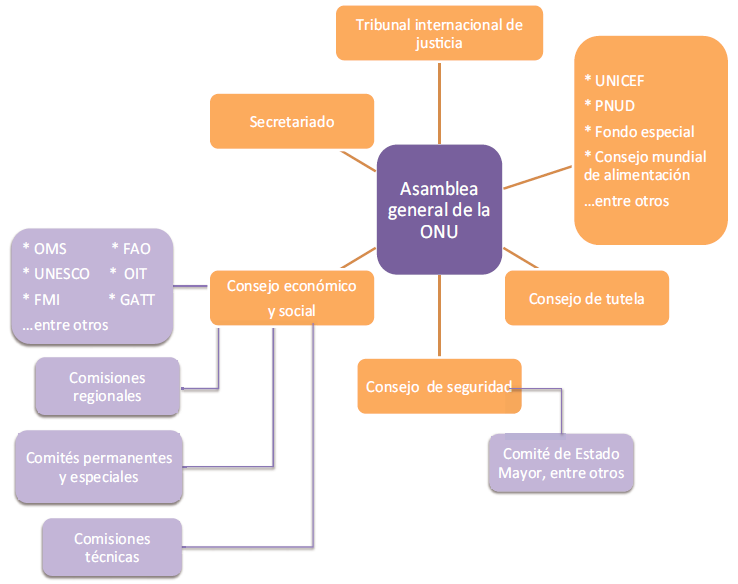 Tribunal internacional de
justicia
Secretariado
* UNICEF
* PNUD
* Fondo especial
* Consejo mundial
de alimentación
...entre otros
Asamblea
general de la
ONU
* OMS * FAO
* UNESCO * OIT
* FMI * GATT
...entre otros
Consejo económico
y social
Consejo de tutela
Comisiones
regionales
Consejo de seguridad
Comités permanentes
y especiales
Comité de Estado
Mayor, entre otros
Comisiones
técnicas